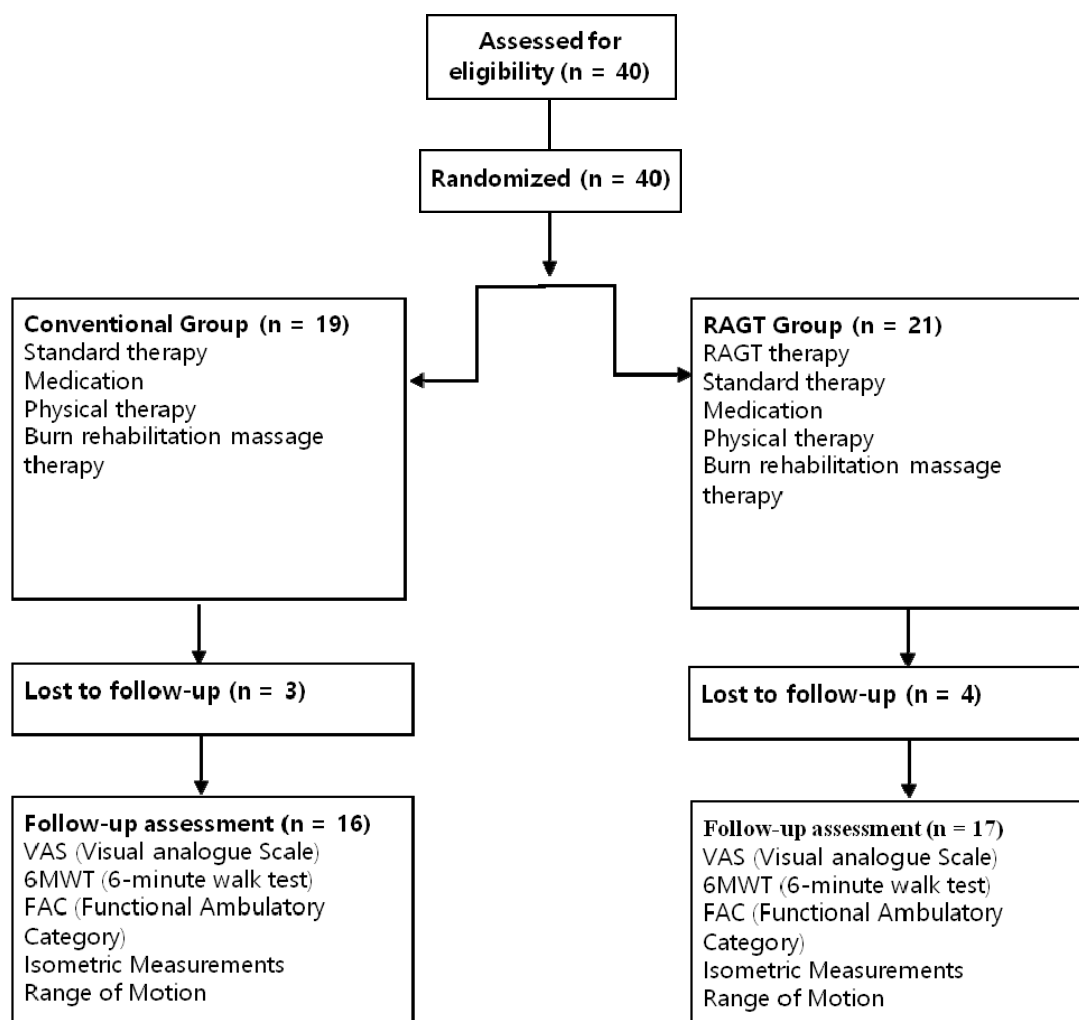 Assessed for
eligibility (n = 40)
Randomized (n = 40)
Conventional Group (n = 19)
Standard therapy
Medication
Physical therapy
Burn rehabilitation massage
therapy
RAGT Group (n = 21)
RAGT therapy
Standard therapy
Medication
Physical therapy
Burn rehabilitation massage
therapy
Lost to follow-up (n = 3)
Lost to follow-up (n = 4)
Follow-up assessment (n = 16)
VAS (Visual analogue Scale)
6MWT (6-minute walk test)
FAC (Functional Ambulatory
Category)
Isometric Measurements
Range of Motion
Follow-up assessment (n = 17)
VAS (Visual analogue Scale)
6MWT (6-minute walk test)
FAC (Functional Ambulatory
Category)
Isometric Measurements
Range of Motion